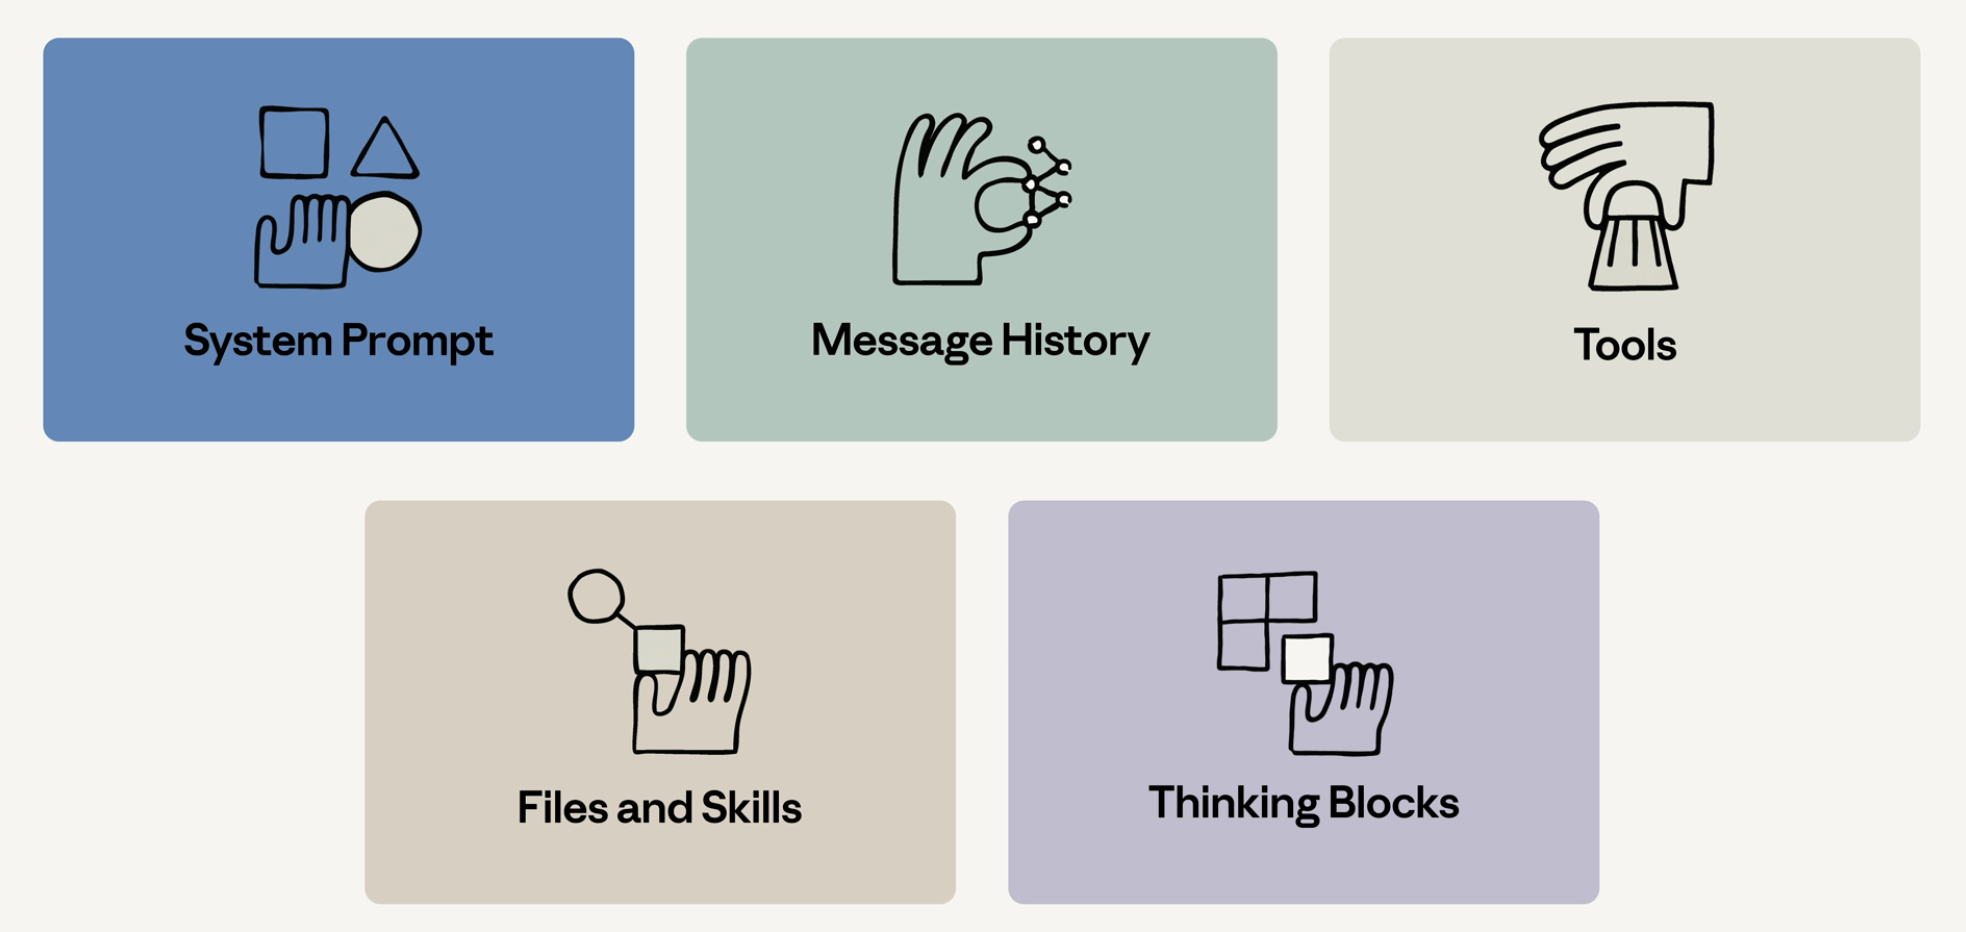 System Prompt
Message History
Tools
Files and Skills
Thinking Blocks